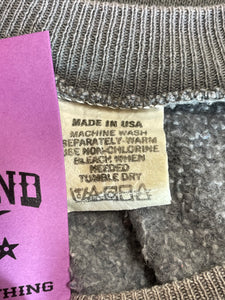 MADE IN USA
MACHINE WASH
SEPARATELY-WARM
USE NON-CHLORINE
BLEACH WHEN
NEEDED
TUMBLE DRY
ND
THING